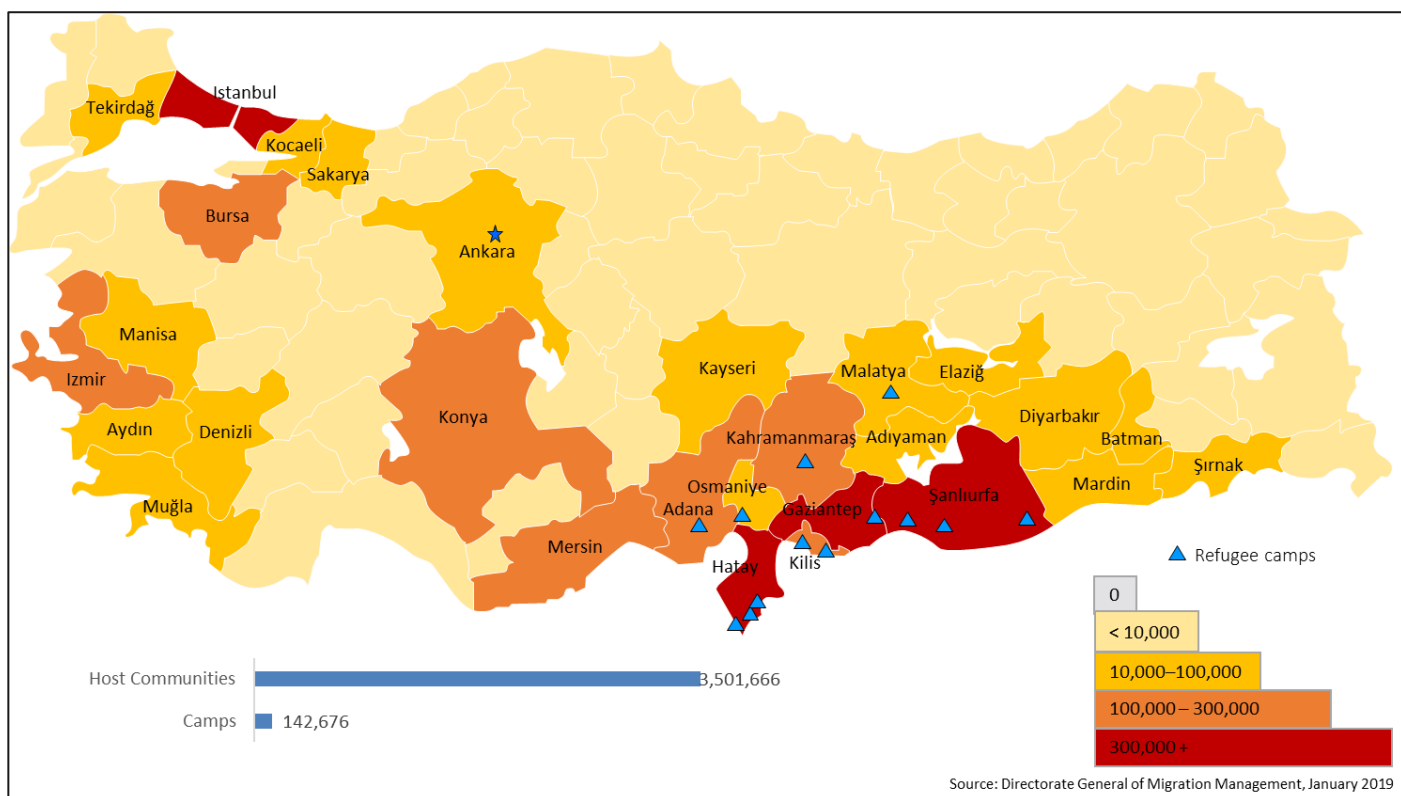 Istanbul
Tekirdağ
Kocaeli
Sakarya
Bursa
Ankara
Manisa
Izmir
Kayseri
Malatya
Elaziğ
Konya
Aydın
Denizli
Kahramanmaraş
Adıyaman
Diyarbakır
Batman
Şırnak
Mardin
Muğla
Osmaniye
Adana
Gaziantep
Şanlıurfa
Mersin
Hatay
Kilis
Refugee camps
0
< 10,000
10,000–100,000
100,000 – 300,000
300,000 +
Host Communities 3,501,666
Camps 142,676
Source: Directorate General of Migration Management, January 2019